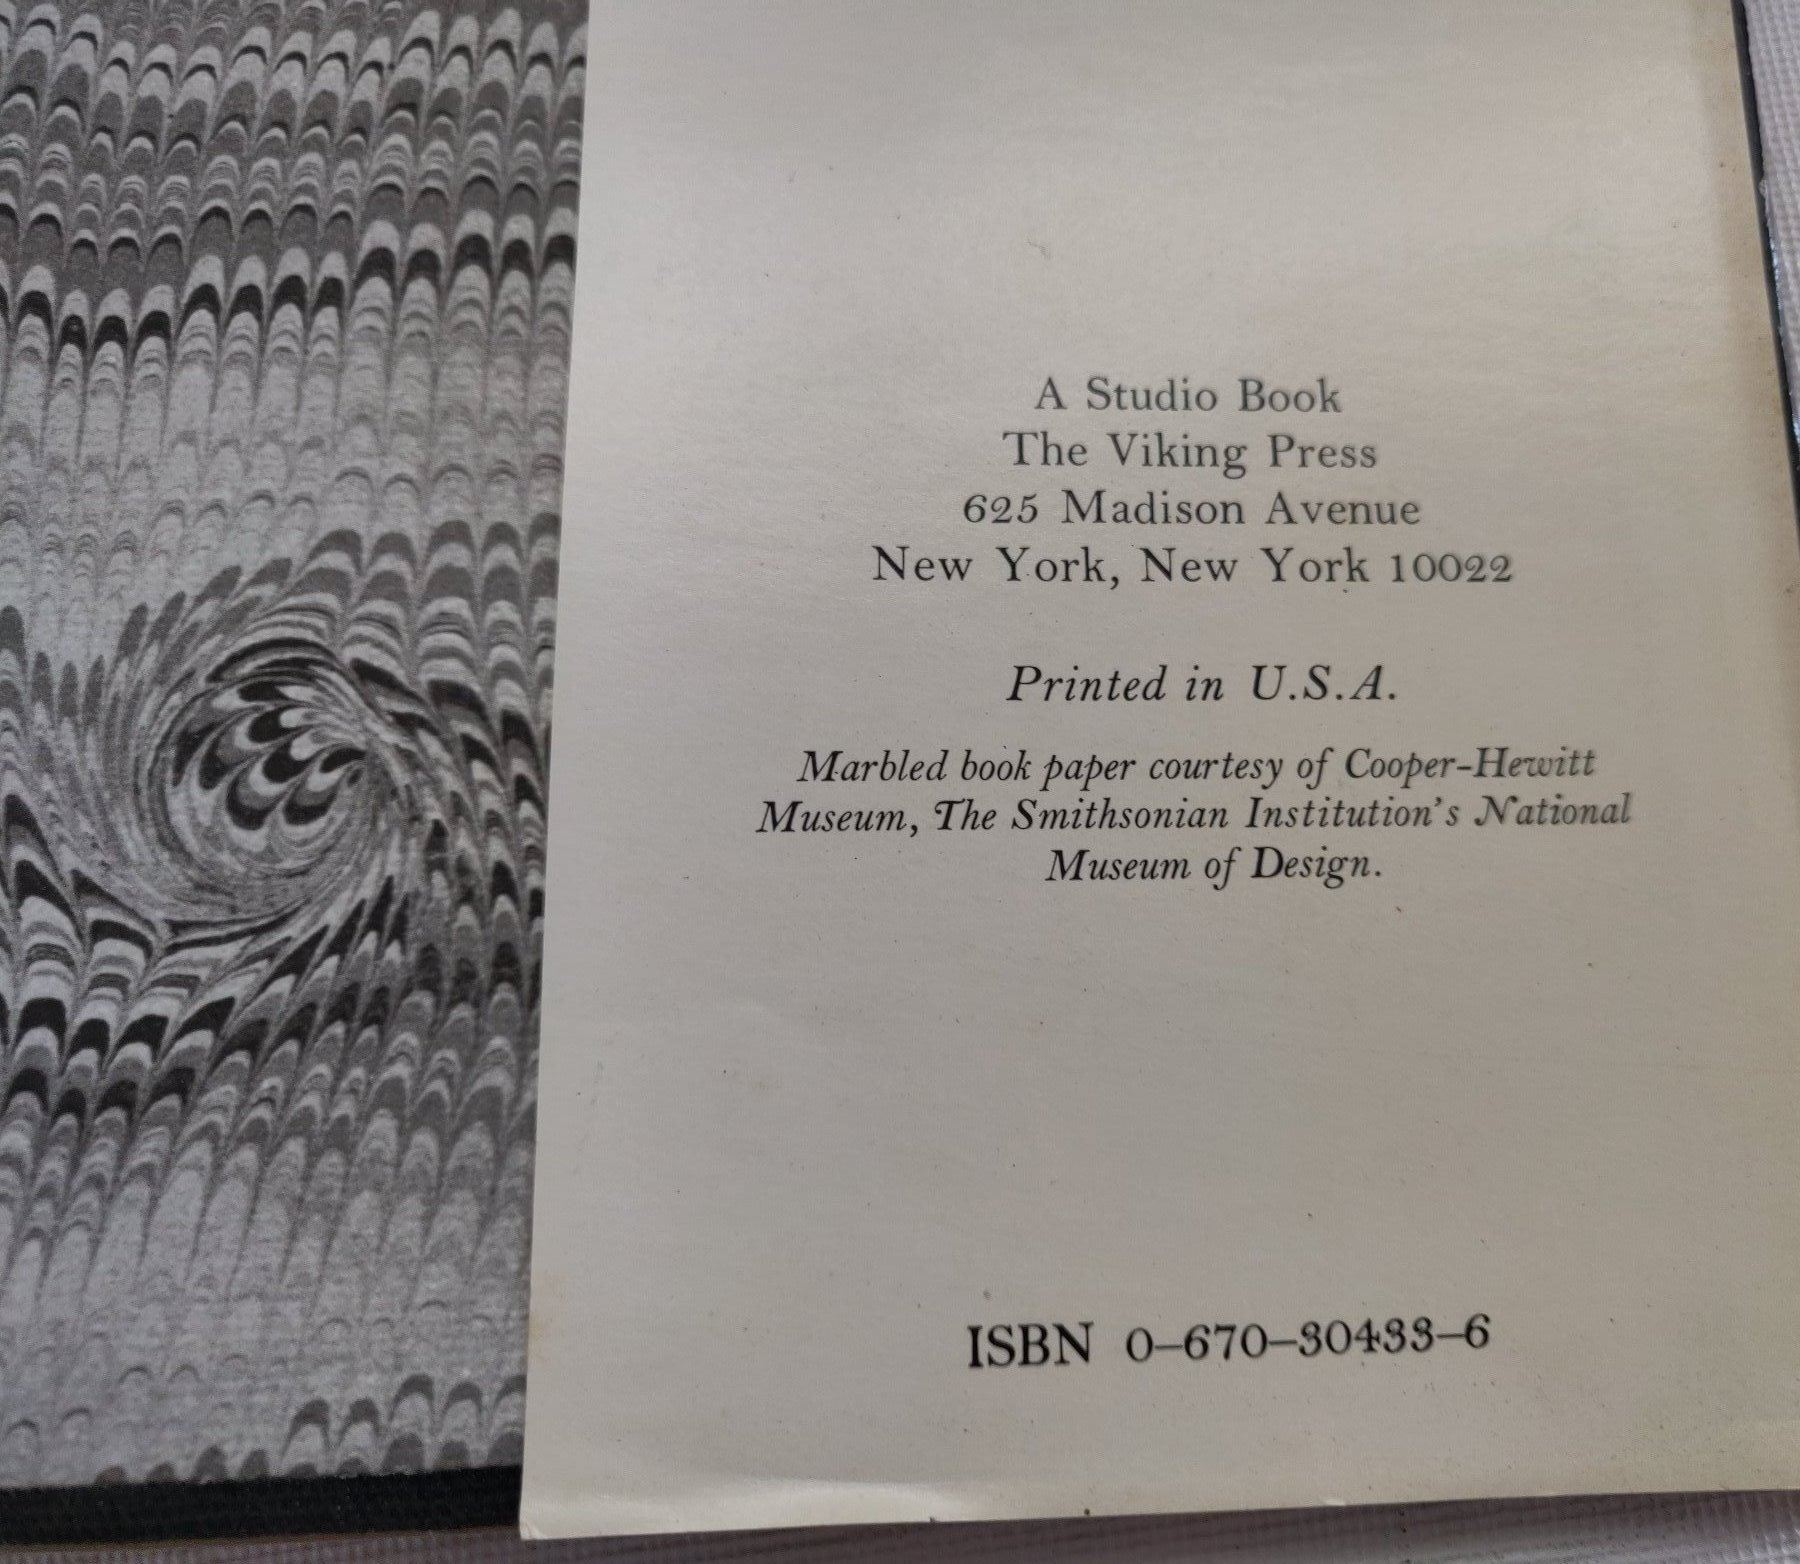 A Studio Book
The Viking Press
625 Madison Avenue
New York, New York 10022
Printed in U.S.A.
Marbled book paper courtesy of Cooper-Hewitt
Museum, The Smithsonian Institution's National
Museum of Design.
ISBN 0–670–30433–6